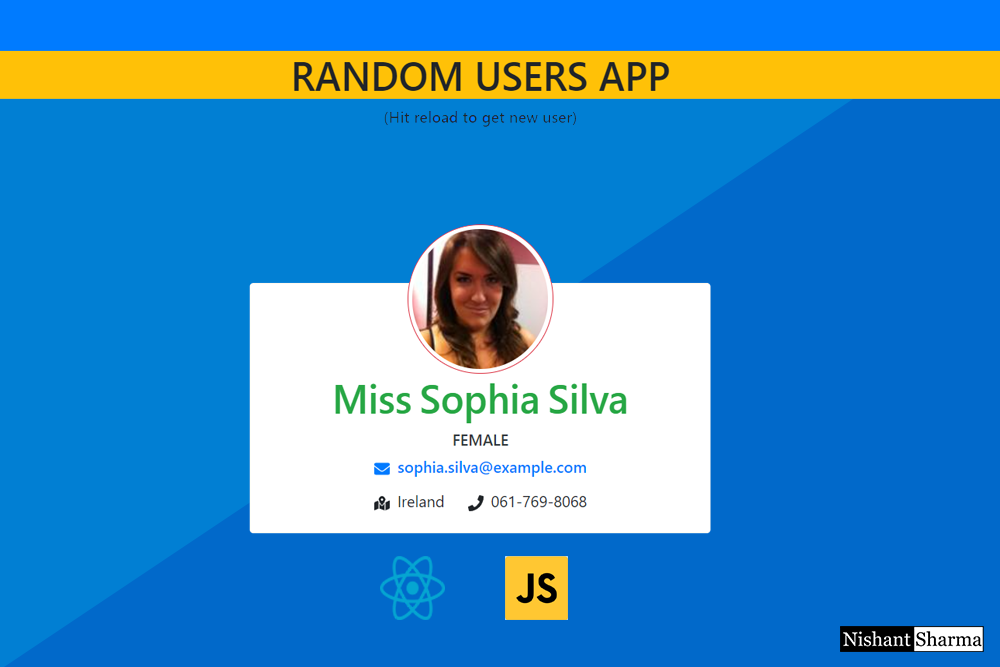 RANDOM USERS APP
(Hit reload to get new user)
Miss Sophia Silva
FEMALE
sophia.silva@example.com
Ireland 061-769-8068
JS
Nishant Sharma